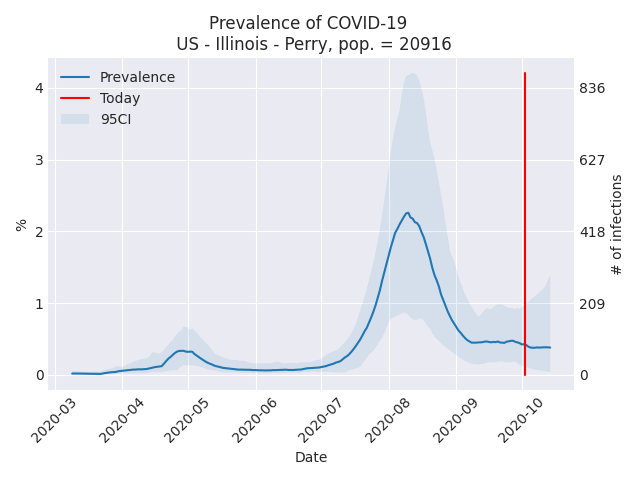 Prevalence of COVID-19
US - Illinois - Perry, pop. = 20916
Prevalence
Today
95CI
4
3
2
1
0
%
836
627
418
209
0
# of infections
2020-03
2020-04
2020-05
2020-06
2020-07
2020-08
2020-09
2020-10
Date